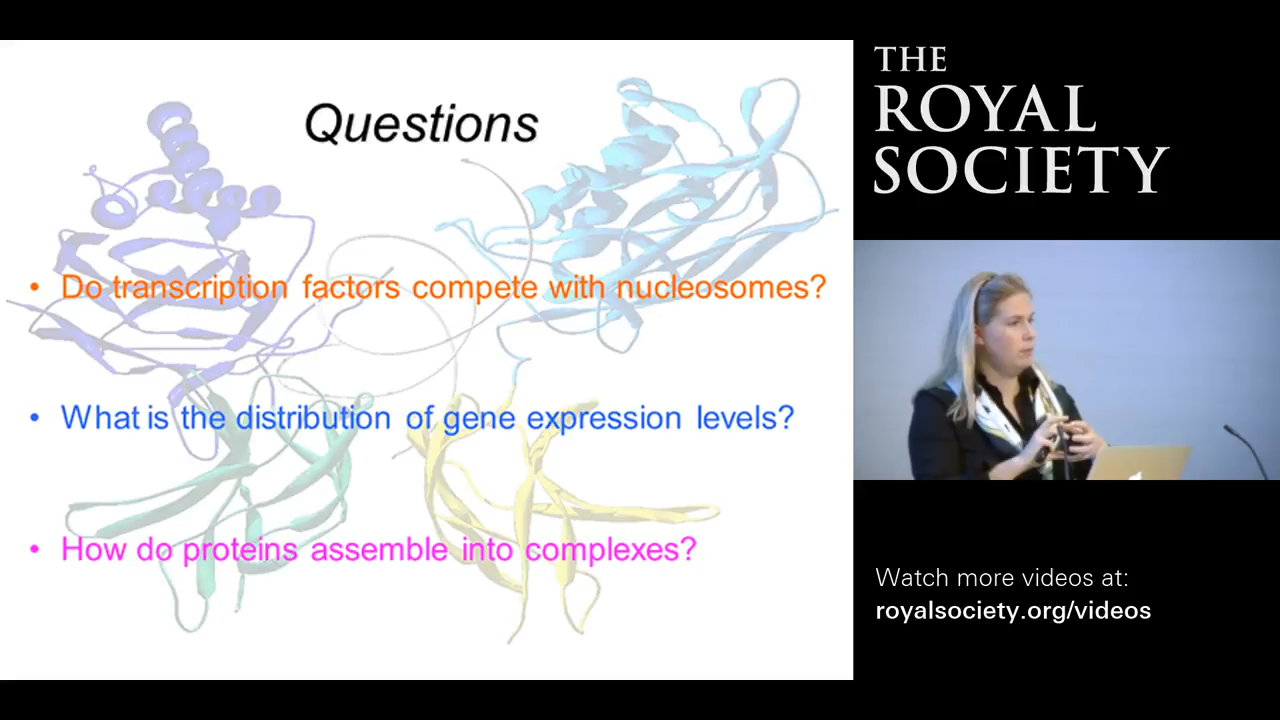 Questions
• Do transcription factors compete with nucleosomes?
• What is the distribution of gene expression levels?
• How do proteins assemble into complexes?
THE
ROYAL
SOCIETY
Watch more videos at:
royalsociety.org/videos